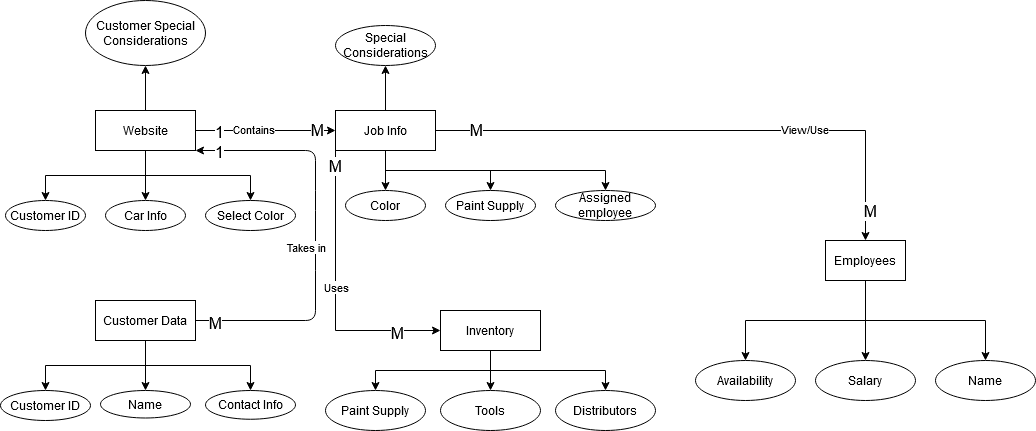 Customer Special
Considerations
Special
Considerations
Website
1
Contains
M
Job Info
M
View/Use
1
M
Customer ID
Car Info
Select Color
Color
Paint Supply
Assigned
employee
M
Takes in
Employees
Uses
Customer Data
M
M
Inventory
Availability
Salary
Name
Customer ID
Name
Contact Info
Paint Supply
Tools
Distributors